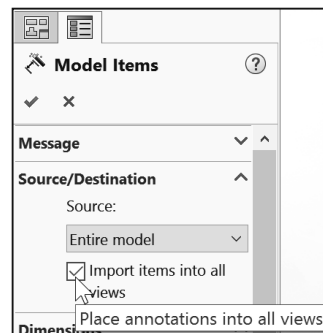 Model Items
Message
Source/Destination
Source:
Entire model
Import items into all
views
Place annotations into all views